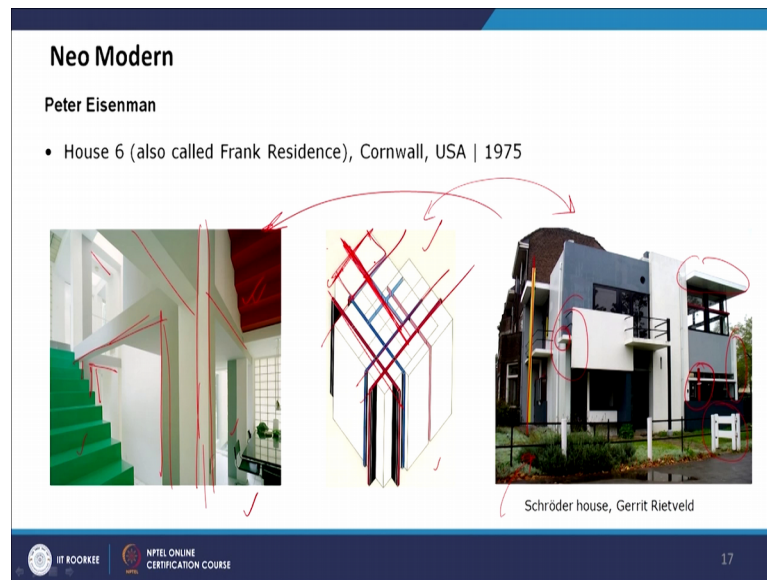 Neo Modern
Peter Eisenman
• House 6 (also called Frank Residence), Cornwall, USA | 1975
Schröder house, Gerrit Rietveld
IIT ROORKEE
NPTEL ONLINE
CERTIFICATION COURSE
17